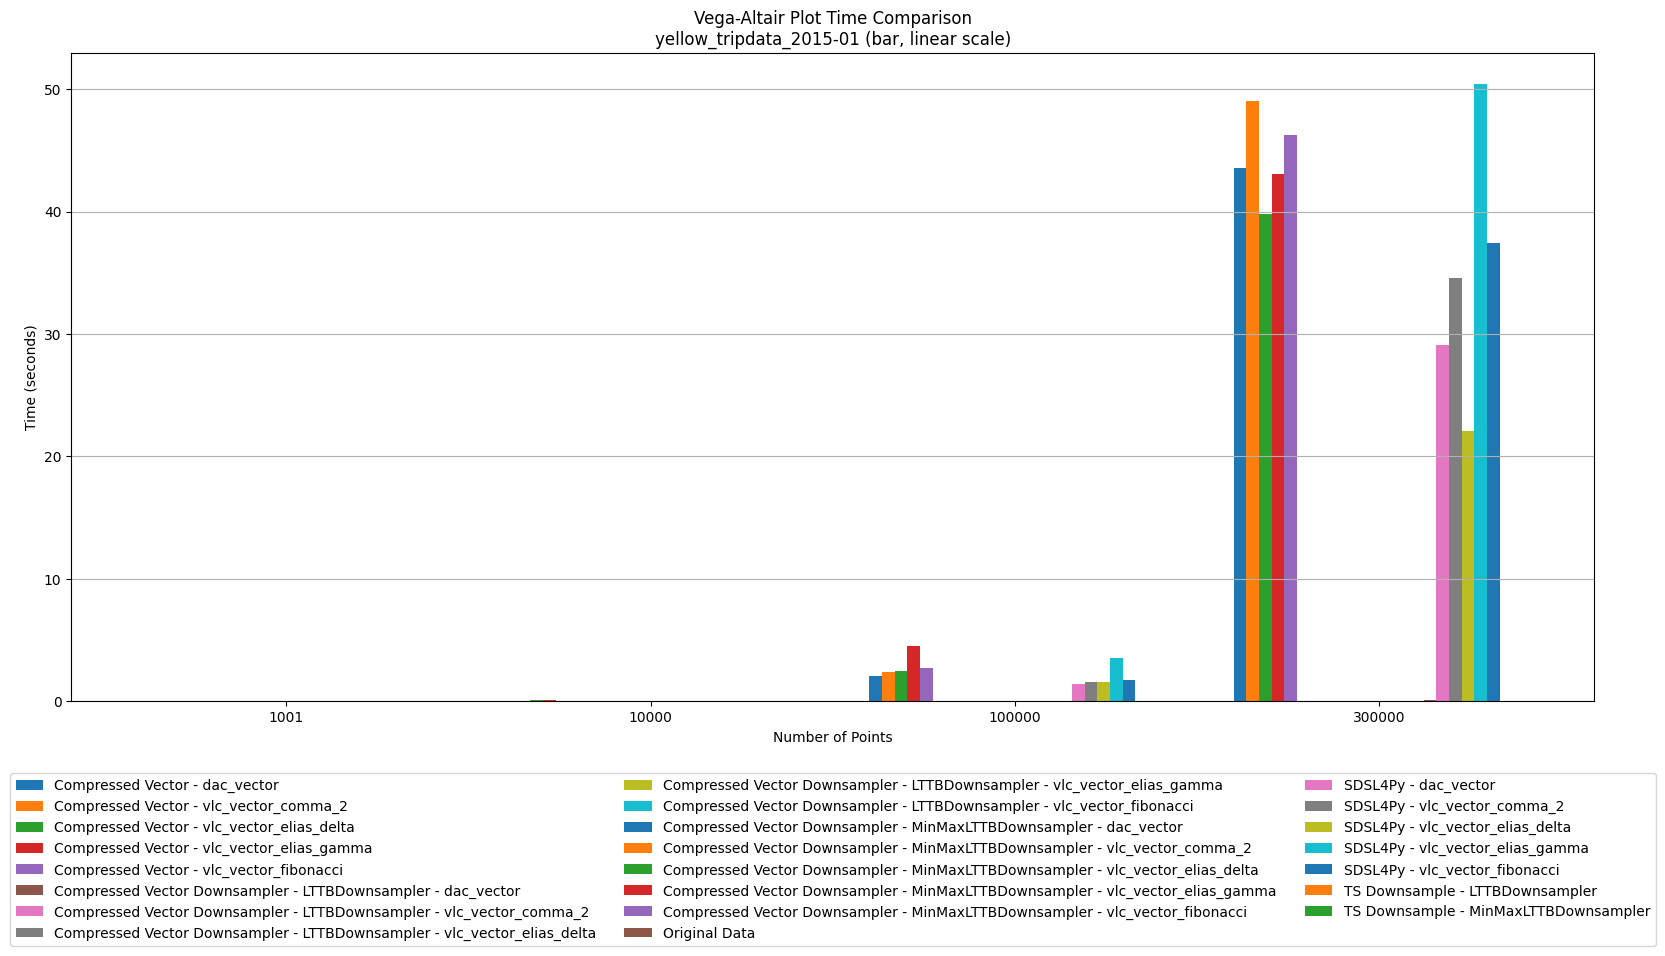 Vega-Altair Plot Time Comparison
yellow_tripdata_2015-01 (bar, linear scale)
50
40
30
20
10
0
Time (seconds)
1001
10000
100000
300000
Number of Points
Compressed Vector - dac_vector
Compressed Vector - vlc_vector_comma_2
Compressed Vector - vlc_vector_elias_delta
Compressed Vector - vlc_vector_elias_gamma
Compressed Vector - vlc_vector_fibonacci
Compressed Vector Downsampler - LTTBDownsampler - dac_vector
Compressed Vector Downsampler - LTTBDownsampler - vlc_vector_comma_2
Compressed Vector Downsampler - LTTBDownsampler - vlc_vector_elias_delta
Compressed Vector Downsampler - LTTBDownsampler - vlc_vector_elias_gamma
Compressed Vector Downsampler - LTTBDownsampler - vlc_vector_fibonacci
Compressed Vector Downsampler - MinMaxLTTBDownsampler - dac_vector
Compressed Vector Downsampler - MinMaxLTTBDownsampler - vlc_vector_comma_2
Compressed Vector Downsampler - MinMaxLTTBDownsampler - vlc_vector_elias_delta
Compressed Vector Downsampler - MinMaxLTTBDownsampler - vlc_vector_elias_gamma
Compressed Vector Downsampler - MinMaxLTTBDownsampler - vlc_vector_fibonacci
Original Data
SDSL4Py - dac_vector
SDSL4Py - vlc_vector_comma_2
SDSL4Py - vlc_vector_elias_delta
SDSL4Py - vlc_vector_elias_gamma
SDSL4Py - vlc_vector_fibonacci
TS Downsample - LTTBDownsampler
TS Downsample - MinMaxLTTBDownsampler